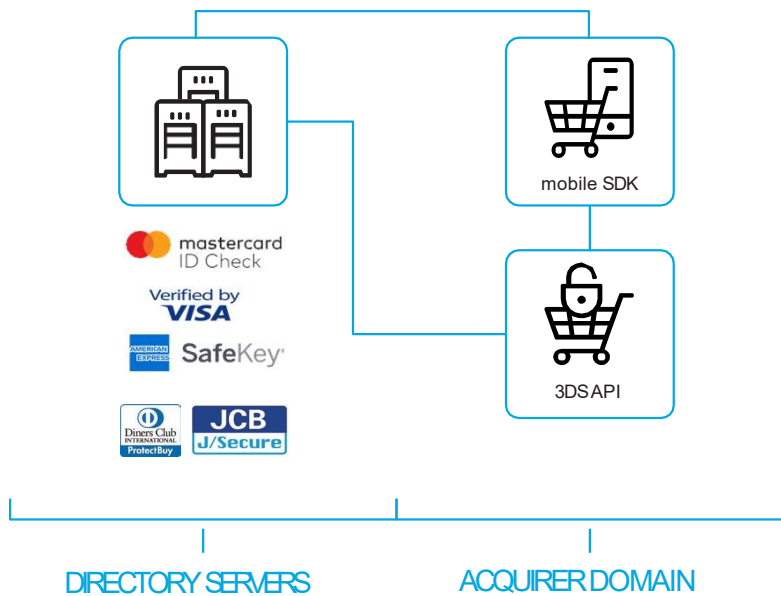 mobile SDK
mastercard
ID Check
Verified by
VISA
AMERICAN
EXPRESS
SafeKey
3DS API
Diners Club
INTERNATIONAL
ProtectBuy
JCB
J/Secure
DIRECTORY SERVERS
ACQUIRER DOMAIN